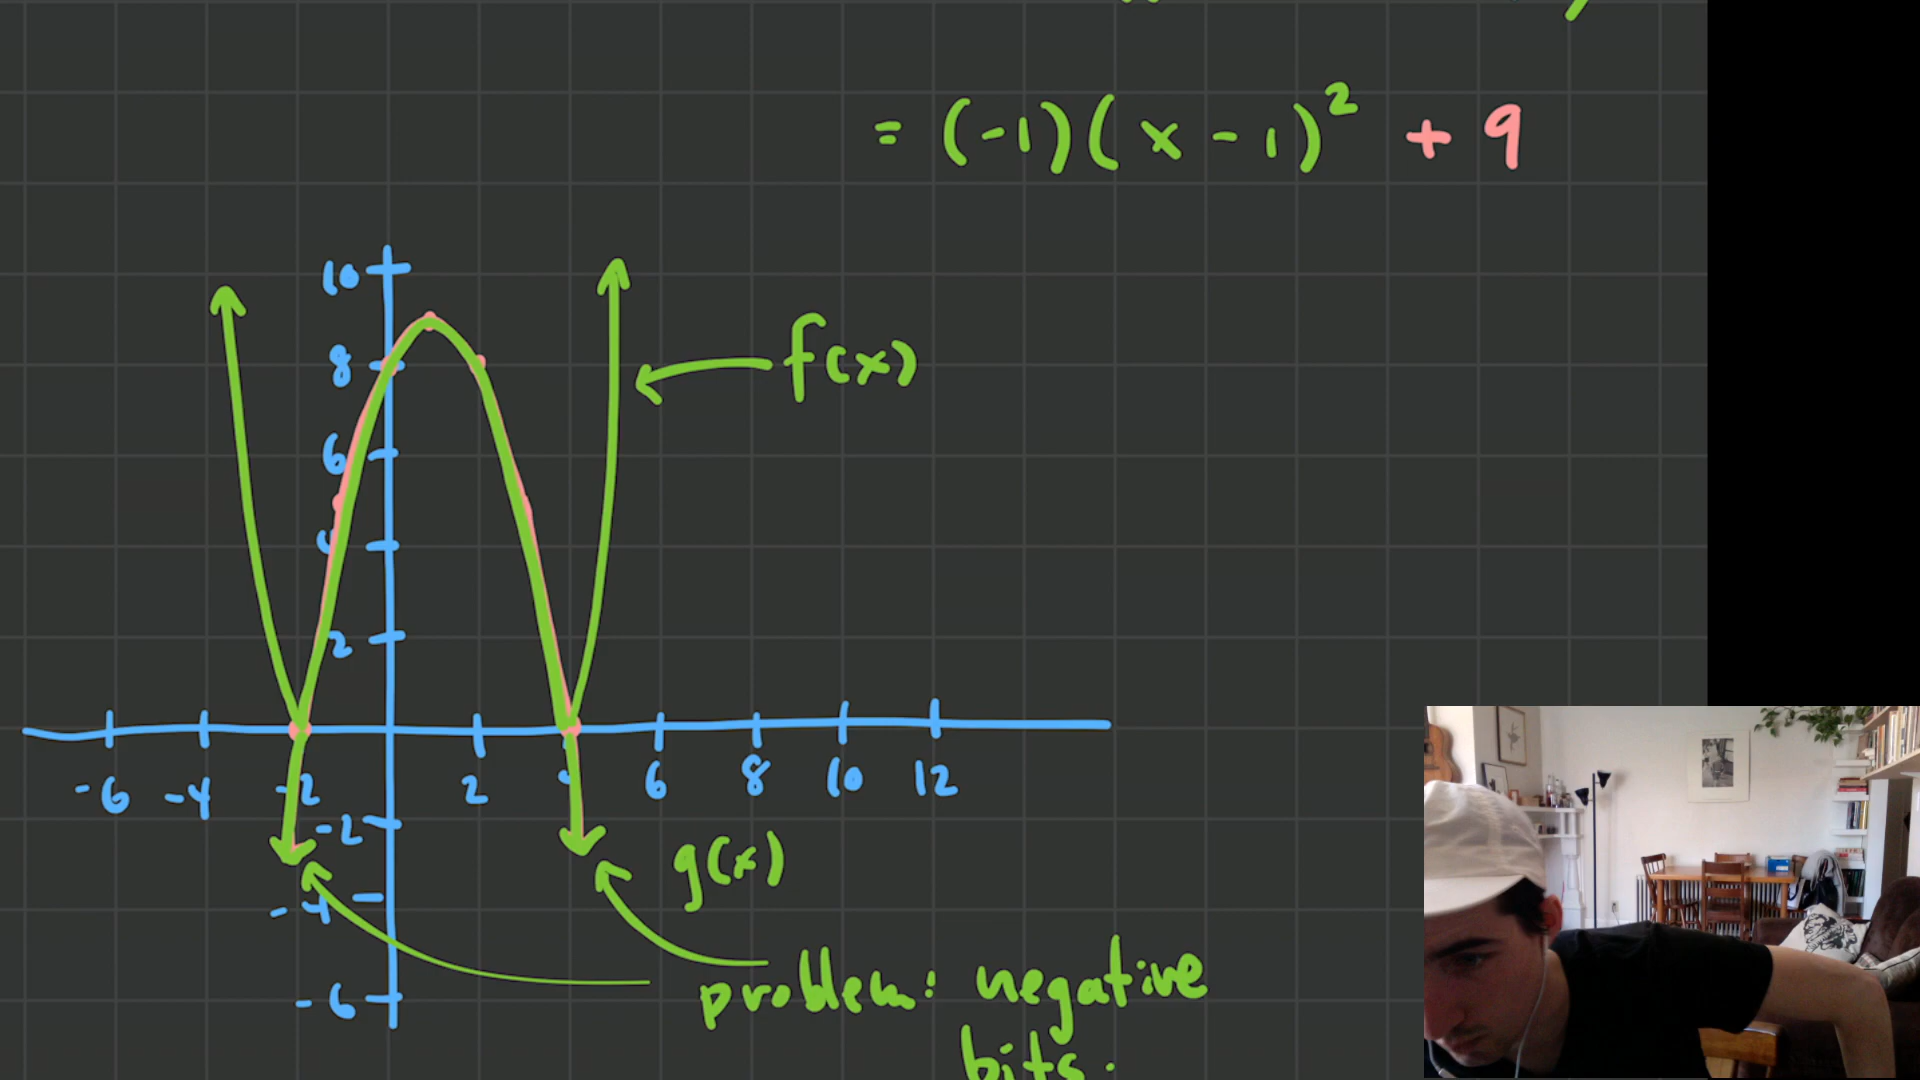 = (-1)(x - 1)² + 9
10
8
f(x)
6
4
2
-6 -4 -2 2 4 6 8 10 12
-2
g(x)
-4
-6
problem: negative
bits.